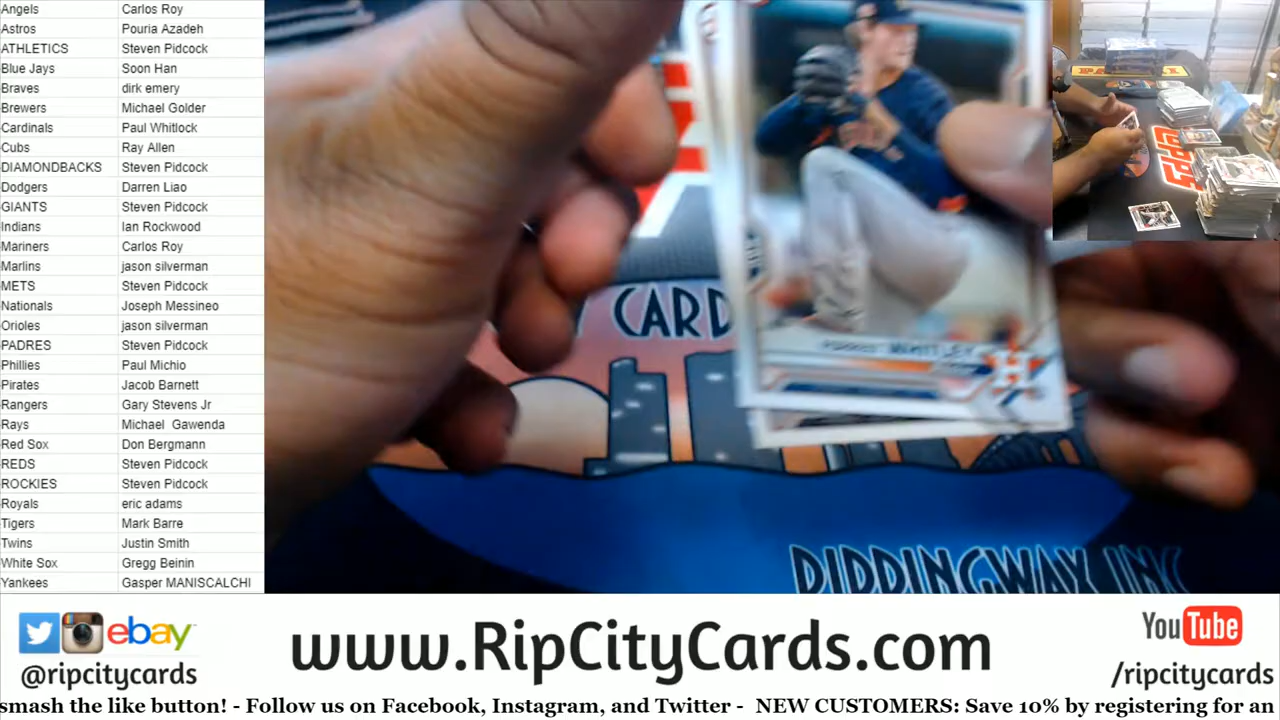 Angels Carlos Roy
Astros Pouria Azadeh
ATHLETICS Steven Pidcock
Blue Jays Soon Han
Braves dirk emery
Brewers Michael Golder
Cardinals Paul Whitlock
Cubs Ray Allen
DIAMONDBACKS Steven Pidcock
Dodgers Darren Liao
GIANTS Steven Pidcock
Indians Ian Rockwood
Mariners Carlos Roy
Marlins jason silverman
METS Steven Pidcock
Nationals Joseph Messineo
Orioles jason silverman
PADRES Steven Pidcock
Phillies Paul Michio
Pirates Jacob Barnett
Rangers Gary Stevens Jr
Rays Michael Gawenda
Red Sox Don Bergmann
REDS Steven Pidcock
ROCKIES Steven Pidcock
Royals eric adams
Tigers Mark Barre
Twins Justin Smith
White Sox Gregg Beinin
Yankees Gasper MANISCALCHI
TOPPS
CARD
WHITLEY
H
RIPPINGWAX INC
ebay
@ripcitycards
www.RipCityCards.com
YouTube
/ripcitycards
smash the like button! - Follow us on Facebook, Instagram, and Twitter - NEW CUSTOMERS: Save 10% by registering for an